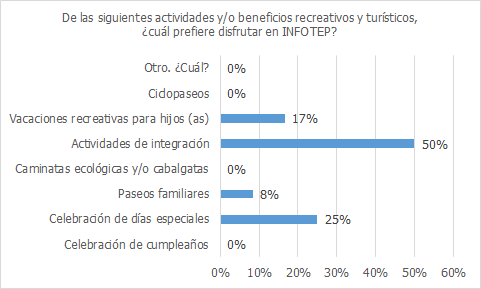 De las siguientes actividades y/o beneficios recreativos y turísticos,
¿cuál prefiere disfrutar en INFOTEP?
Otro. ¿Cuál? 0%
Ciclopaseos 0%
Vacaciones recreativas para hijos (as) 17%
Actividades de integración 50%
Caminatas ecológicas y/o cabalgatas 0%
Paseos familiares 8%
Celebración de días especiales 25%
Celebración de cumpleaños 0%
0% 10% 20% 30% 40% 50% 60%